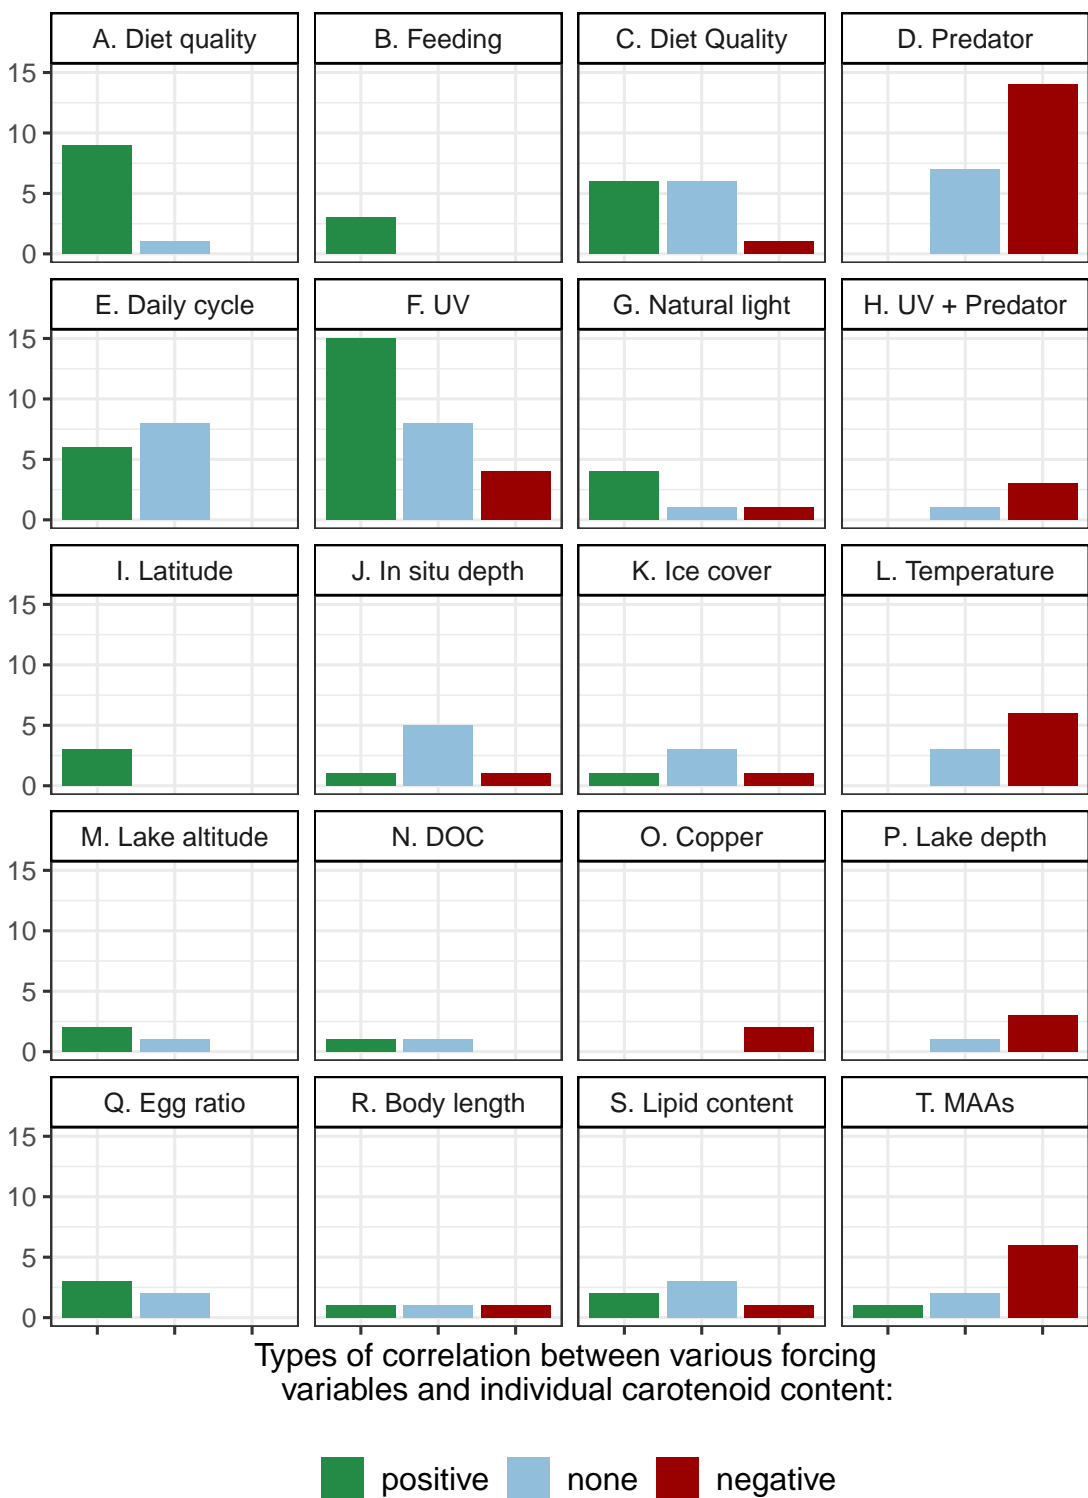 A. Diet quality
B. Feeding
C. Diet Quality
D. Predator
15
10
5
0
E. Daily cycle
F. UV
G. Natural light
H. UV + Predator
15
10
5
0
I. Latitude
J. In situ depth
K. Ice cover
L. Temperature
15
10
5
0
M. Lake altitude
N. DOC
O. Copper
P. Lake depth
15
10
5
0
Q. Egg ratio
R. Body length
S. Lipid content
T. MAAs
15
10
5
0
Types of correlation between various forcing
variables and individual carotenoid content:
positive
none
negative